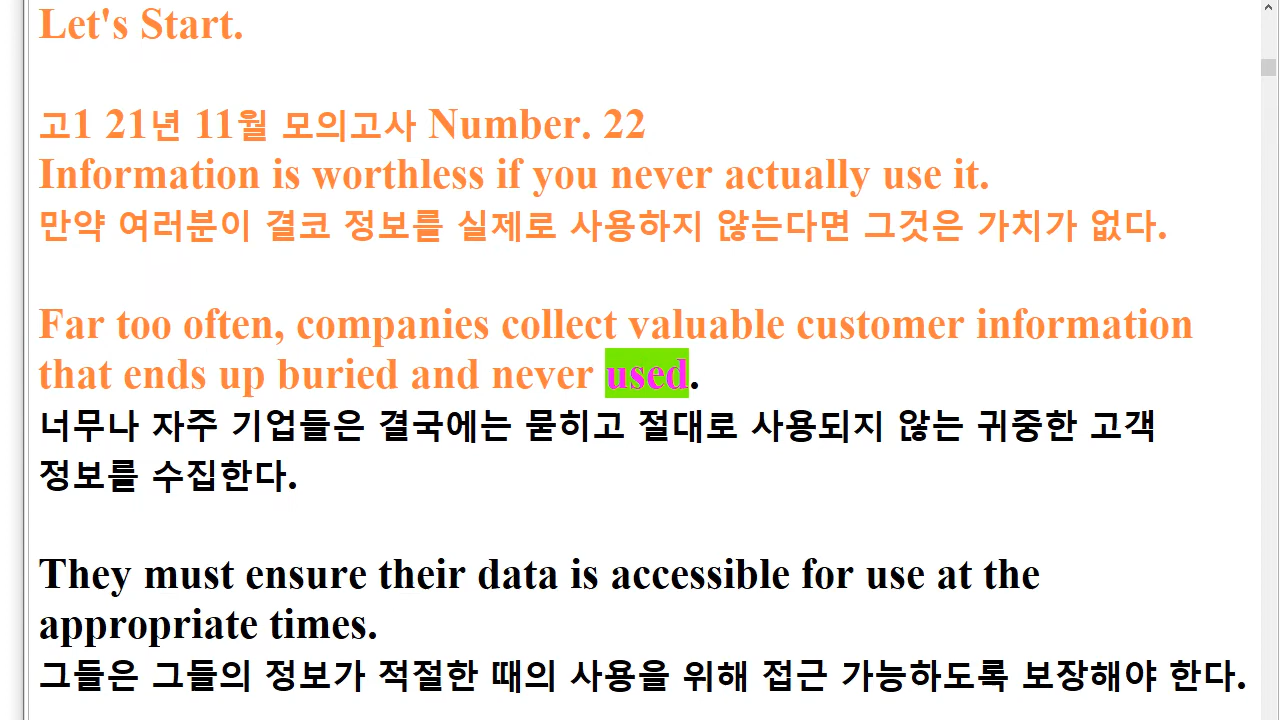 Let's Start.
고1 21년 11월 모의고사 Number. 22
Information is worthless if you never actually use it.
만약 여러분이 결코 정보를 실제로 사용하지 않는다면 그것은 가치가 없다.
Far too often, companies collect valuable customer information
that ends up buried and never used.
너무나 자주 기업들은 결국에는 묻히고 절대로 사용되지 않는 귀중한 고객
정보를 수집한다.
They must ensure their data is accessible for use at the
appropriate times.
그들은 그들의 정보가 적절한 때의 사용을 위해 접근 가능하도록 보장해야 한다.